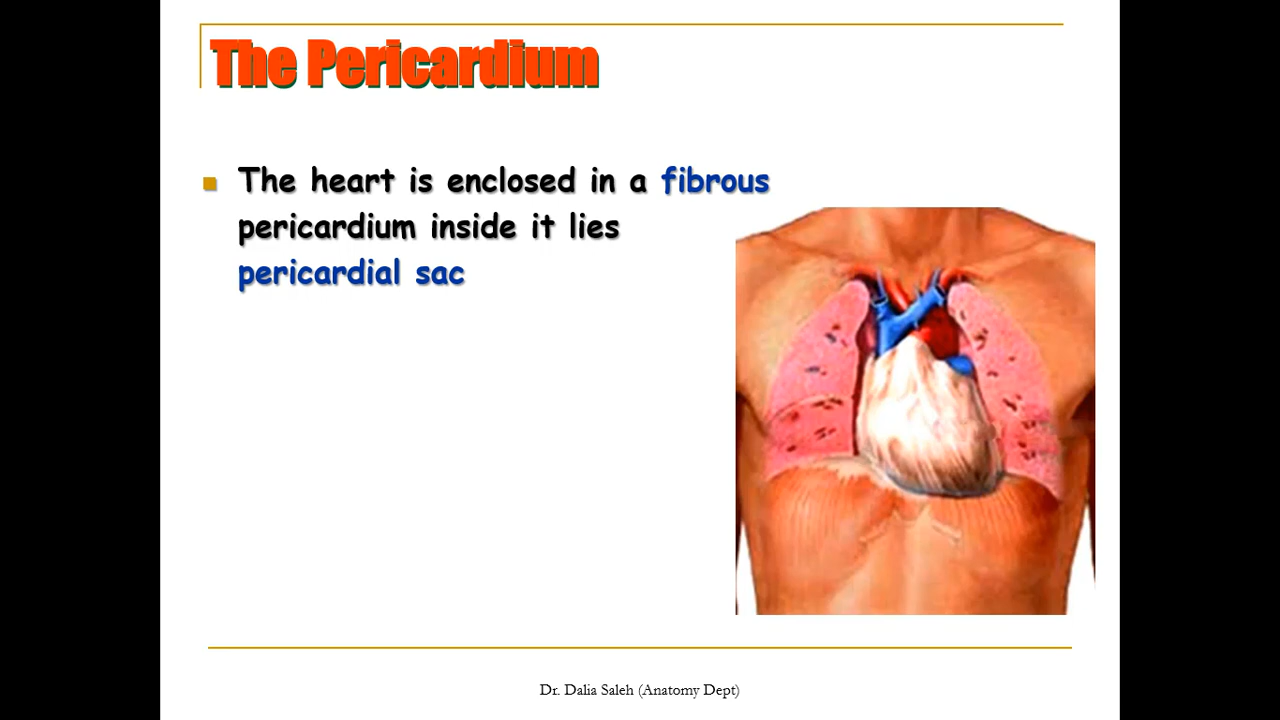 The Pericardium
The heart is enclosed in a fibrous
pericardium inside it lies
pericardial sac
Dr. Dalia Saleh (Anatomy Dept)